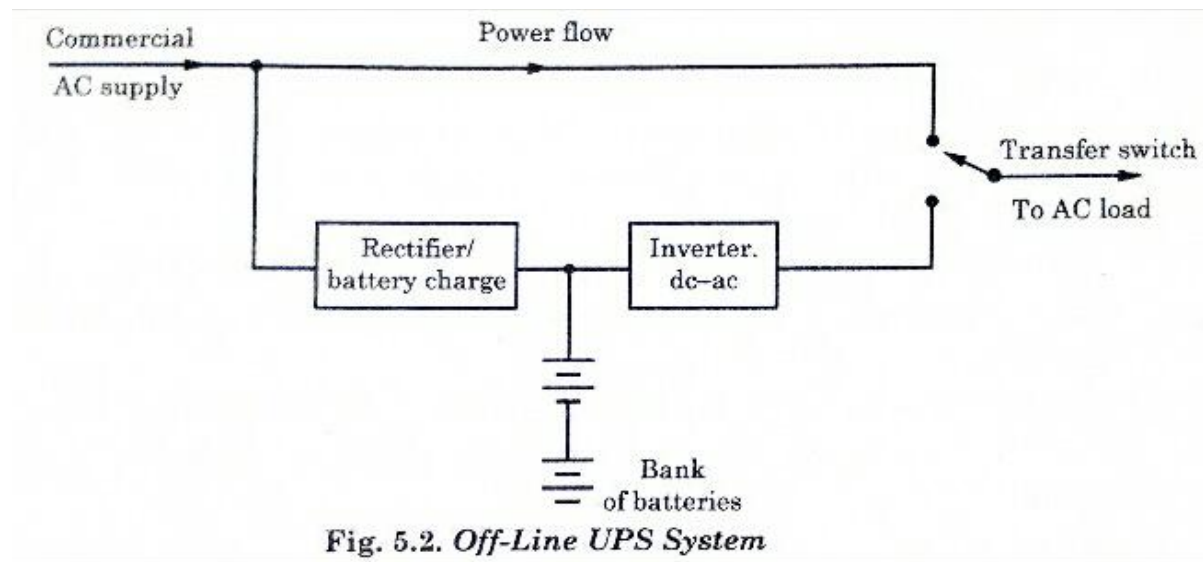 Commercial
AC supply
Power flow
Transfer switch
To AC load
Rectifier/
battery charge
Inverter.
dc–ac
Bank
of batteries
Fig. 5.2. Off-Line UPS System